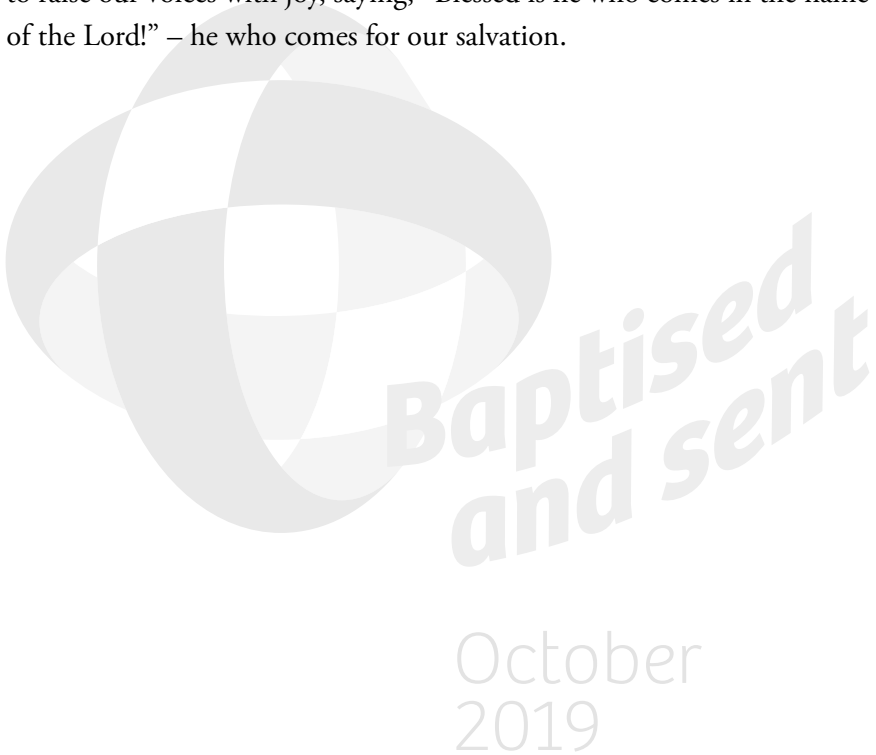 to raise our voices with joy, saying, “Blessed is he who comes in the name
of the Lord!” – he who comes for our salvation.
Baptised
and sent
October
2019